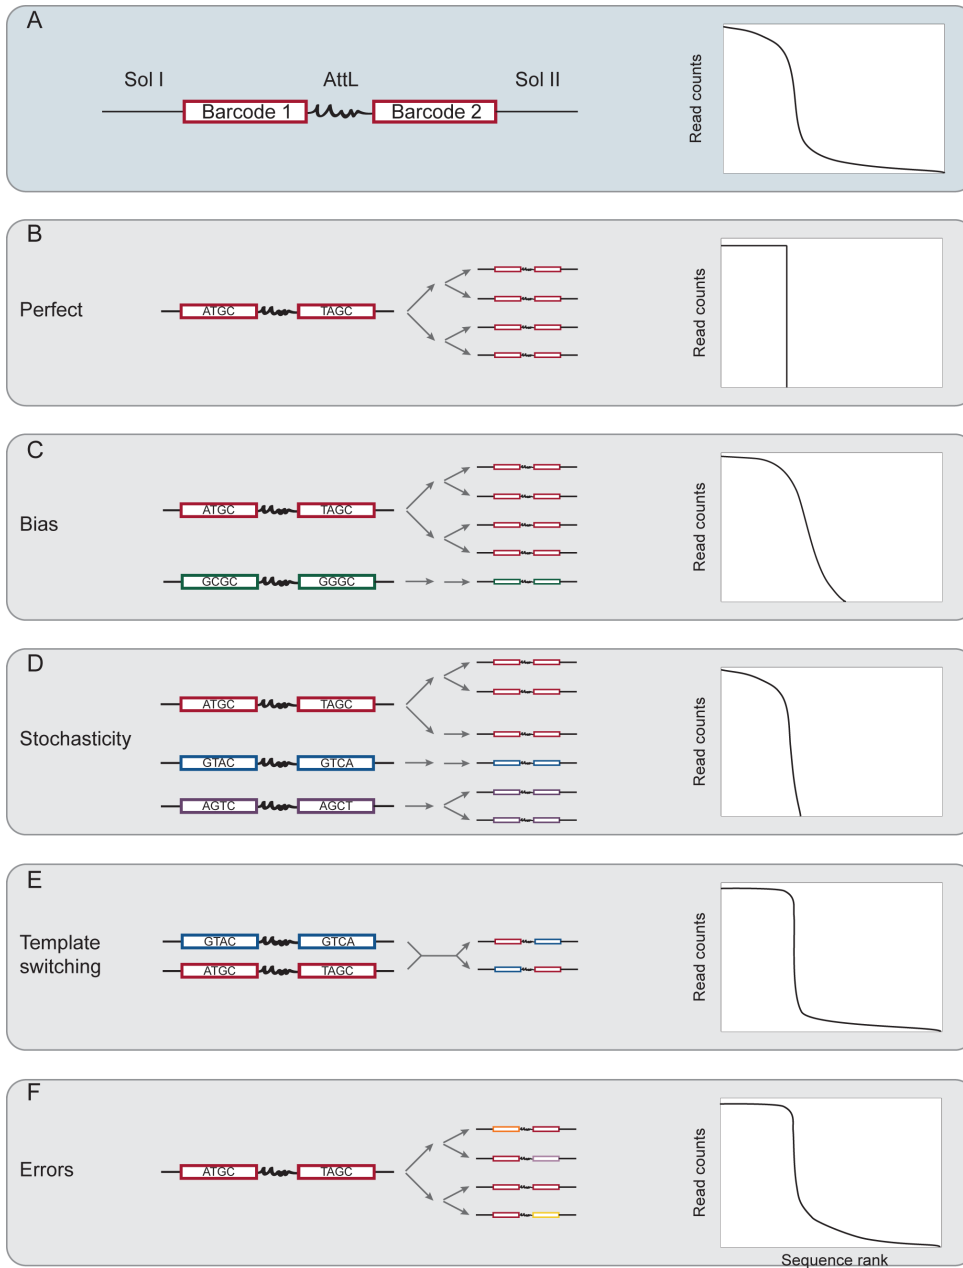 A
Sol I AttL Sol II
Barcode 1 Barcode 2
Read counts
B
Perfect
ATGC TAGC
Read counts
C
Bias
ATGC TAGC
GCGC GGGC
Read counts
D
Stochasticity
ATGC TAGC
GTAC GTCA
AGTC AGCT
Read counts
E
Template
switching
GTAC GTCA
ATGC TAGC
Read counts
F
Errors
ATGC TAGC
Read counts
Sequence rank